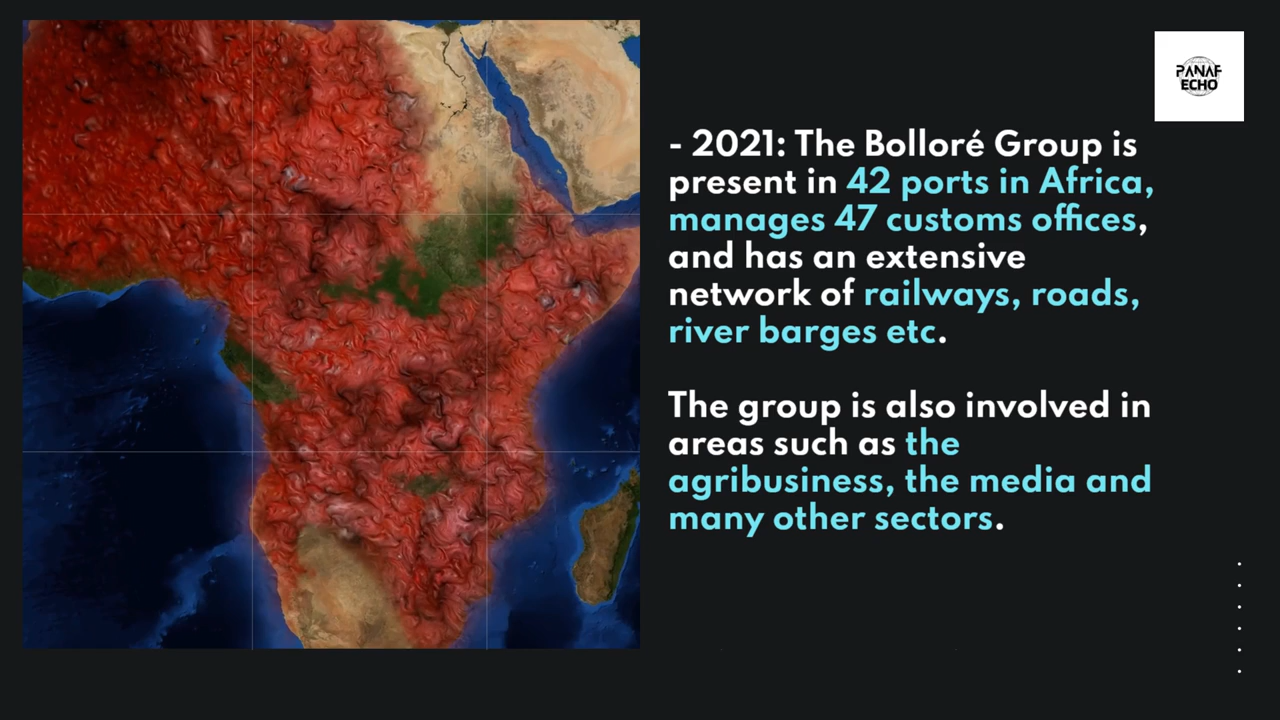 PANAF
ECHO
- 2021: The Bolloré Group is
present in 42 ports in Africa,
manages 47 customs offices,
and has an extensive
network of railways, roads,
river barges etc.
The group is also involved in
areas such as the
agribusiness, the media and
many other sectors.